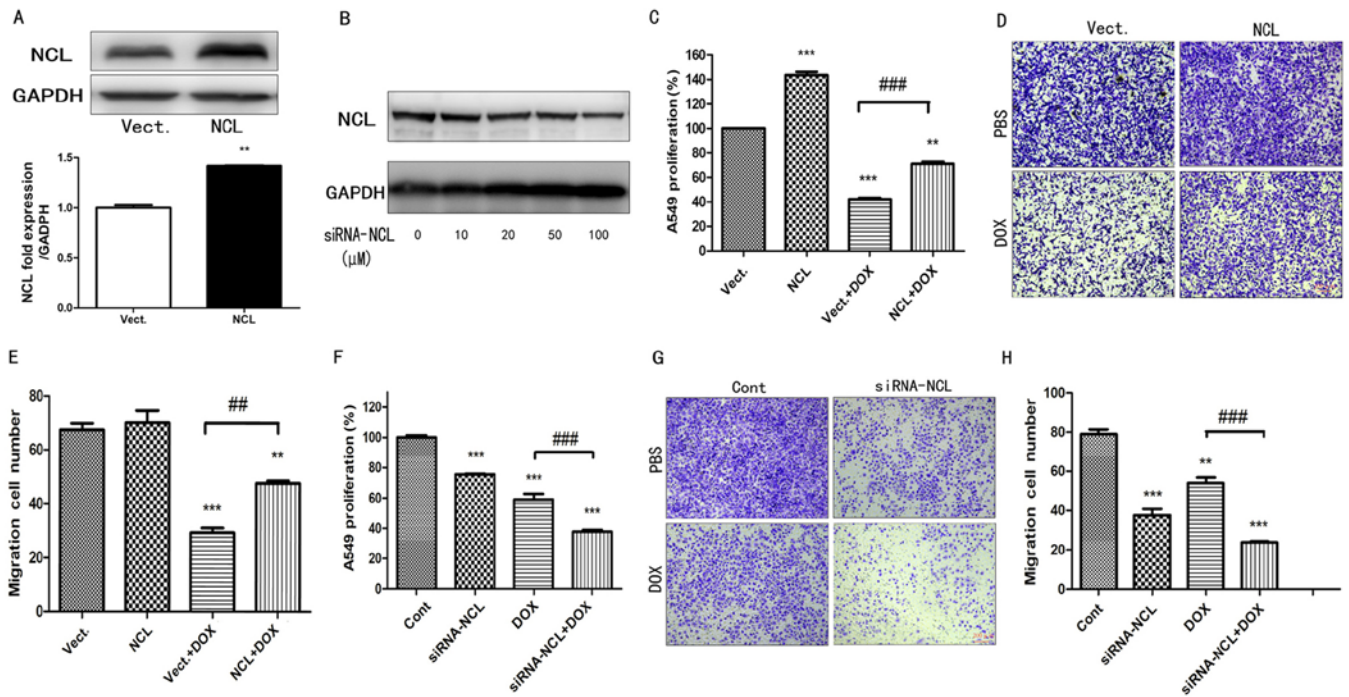 A
NCL
GAPDH
Vect. NCL
NCL fold expression
/GADPH
1.5
1.0
0.5
0.0
**
Vect. NCL
B
NCL
GAPDH
siRNA-NCL 0 10 20 50 100
(μM)
C
A549 proliferation (%)
160
140
120
100
80
60
40
20
0
***
###
***
**
Vect.
NCL
Vect.+DOX
NCL+DOX
D
Vect. NCL
PBS
DOX
E
Migration cell number
80
60
40
20
0
##
***
**
Vect.
NCL
Vect.+DOX
NCL+DOX
F
A549 proliferation (%)
120
100
80
60
40
20
0
***
###
***
***
Cont
siRNA-NCL
DOX
siRNA-NCL+DOX
G
Cont siRNA-NCL
PBS
DOX
H
Migration cell number
100
80
60
40
20
0
###
***
**
***
Cont
siRNA-NCL
DOX
siRNA-NCL+DOX